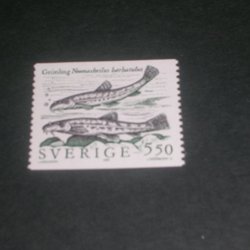 Grönling Noemacheilus barbatulus
SVERIGE 5.50